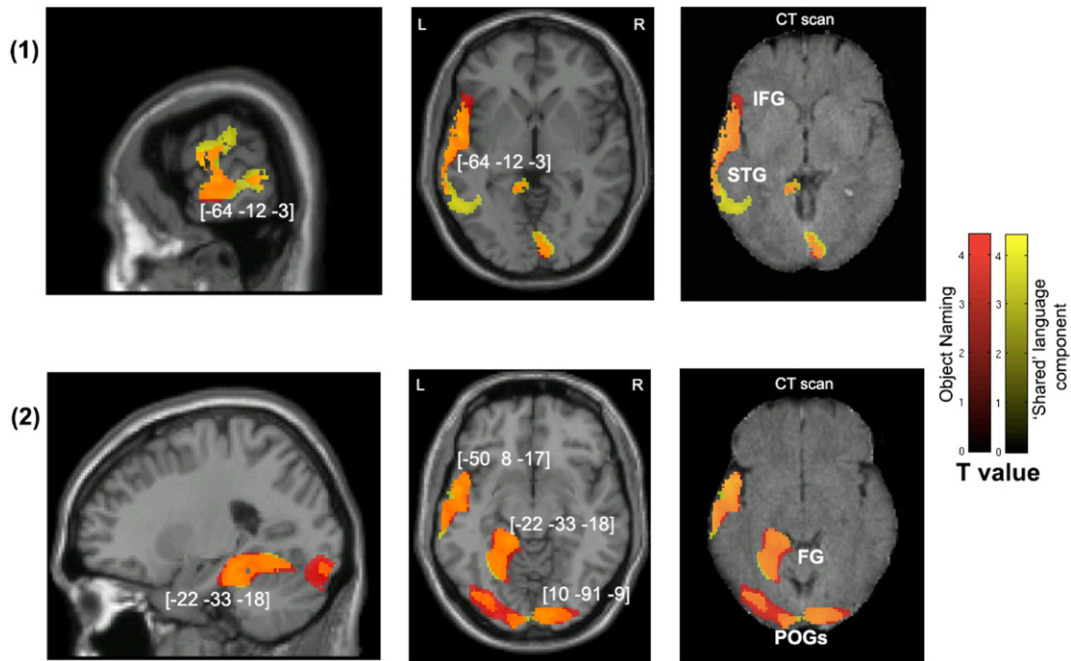 (1)
L
R
CT scan
IFG
[-64 -12 -3]
STG
[-64 -12 -3]
4
3
2
1
0
4
3
2
1
0
Object Naming
'Shared' language
component
T value
(2)
L
R
CT scan
[-50 8 -17]
[-22 -33 -18]
FG
[-22 -33 -18]
[10 -91 -9]
POGs